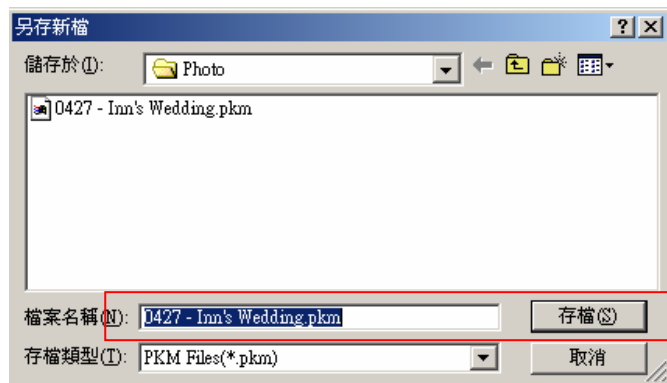 另存新檔
儲存於(I): Photo
0427 - Inn's Wedding.pkm
檔案名稱(N): 0427 - Inn's Wedding.pkm 存檔(S)
存檔類型(T): PKM Files(*.pkm) 取消